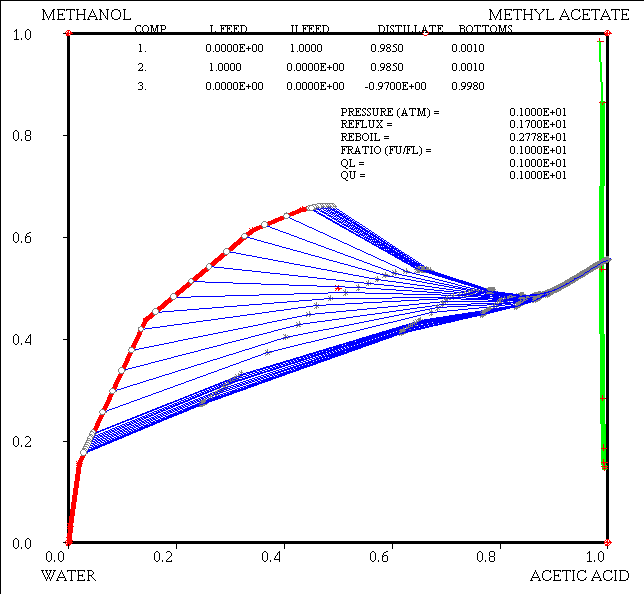 METHANOL METHYL ACETATE
1.0 COMP L FEED U FEED DISTILLATE BOTTOMS
1. 0.0000E+00 1.0000 0.9850 0.0010
2. 1.0000 0.0000E+00 0.9850 0.0010
3. 0.0000E+00 0.0000E+00 -0.9700E+00 0.9980
PRESSURE (ATM) = 0.1000E+01
REFLUX = 0.1700E+01
0.8 REBOIL = 0.2778E+01
FRATIO (FU/FL) = 0.1000E+01
QL = 0.1000E+01
QU = 0.1000E+01
0.6
0.4
0.2
0.0
0.0 0.2 0.4 0.6 0.8 1.0
WATER ACETIC ACID